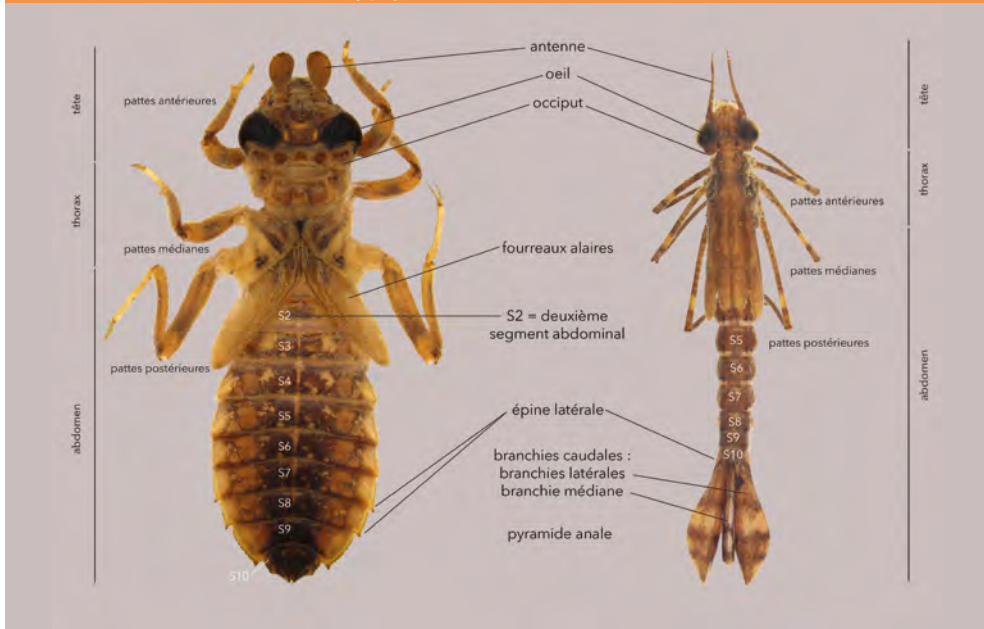 antenne
oeil
occiput
pattes antérieures
tête
thorax
pattes médianes
fourreaux alaires
S2 = deuxième
segment abdominal
pattes postérieures
abdomen
épine latérale
branchies caudales :
branchies latérales
branchie médiane
pyramide anale
S2
S3
S4
S5
S6
S7
S8
S9
S10
tête
thorax
abdomen
pattes antérieures
pattes médianes
pattes postérieures
S5
S6
S7
S8
S9
S10